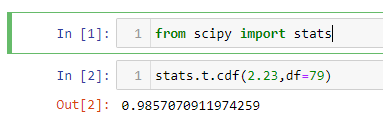 In [1]: 1 from scipy import stats
In [2]: 1 stats.t.cdf(2.23,df=79)
Out[2]: 0.9857070911974259